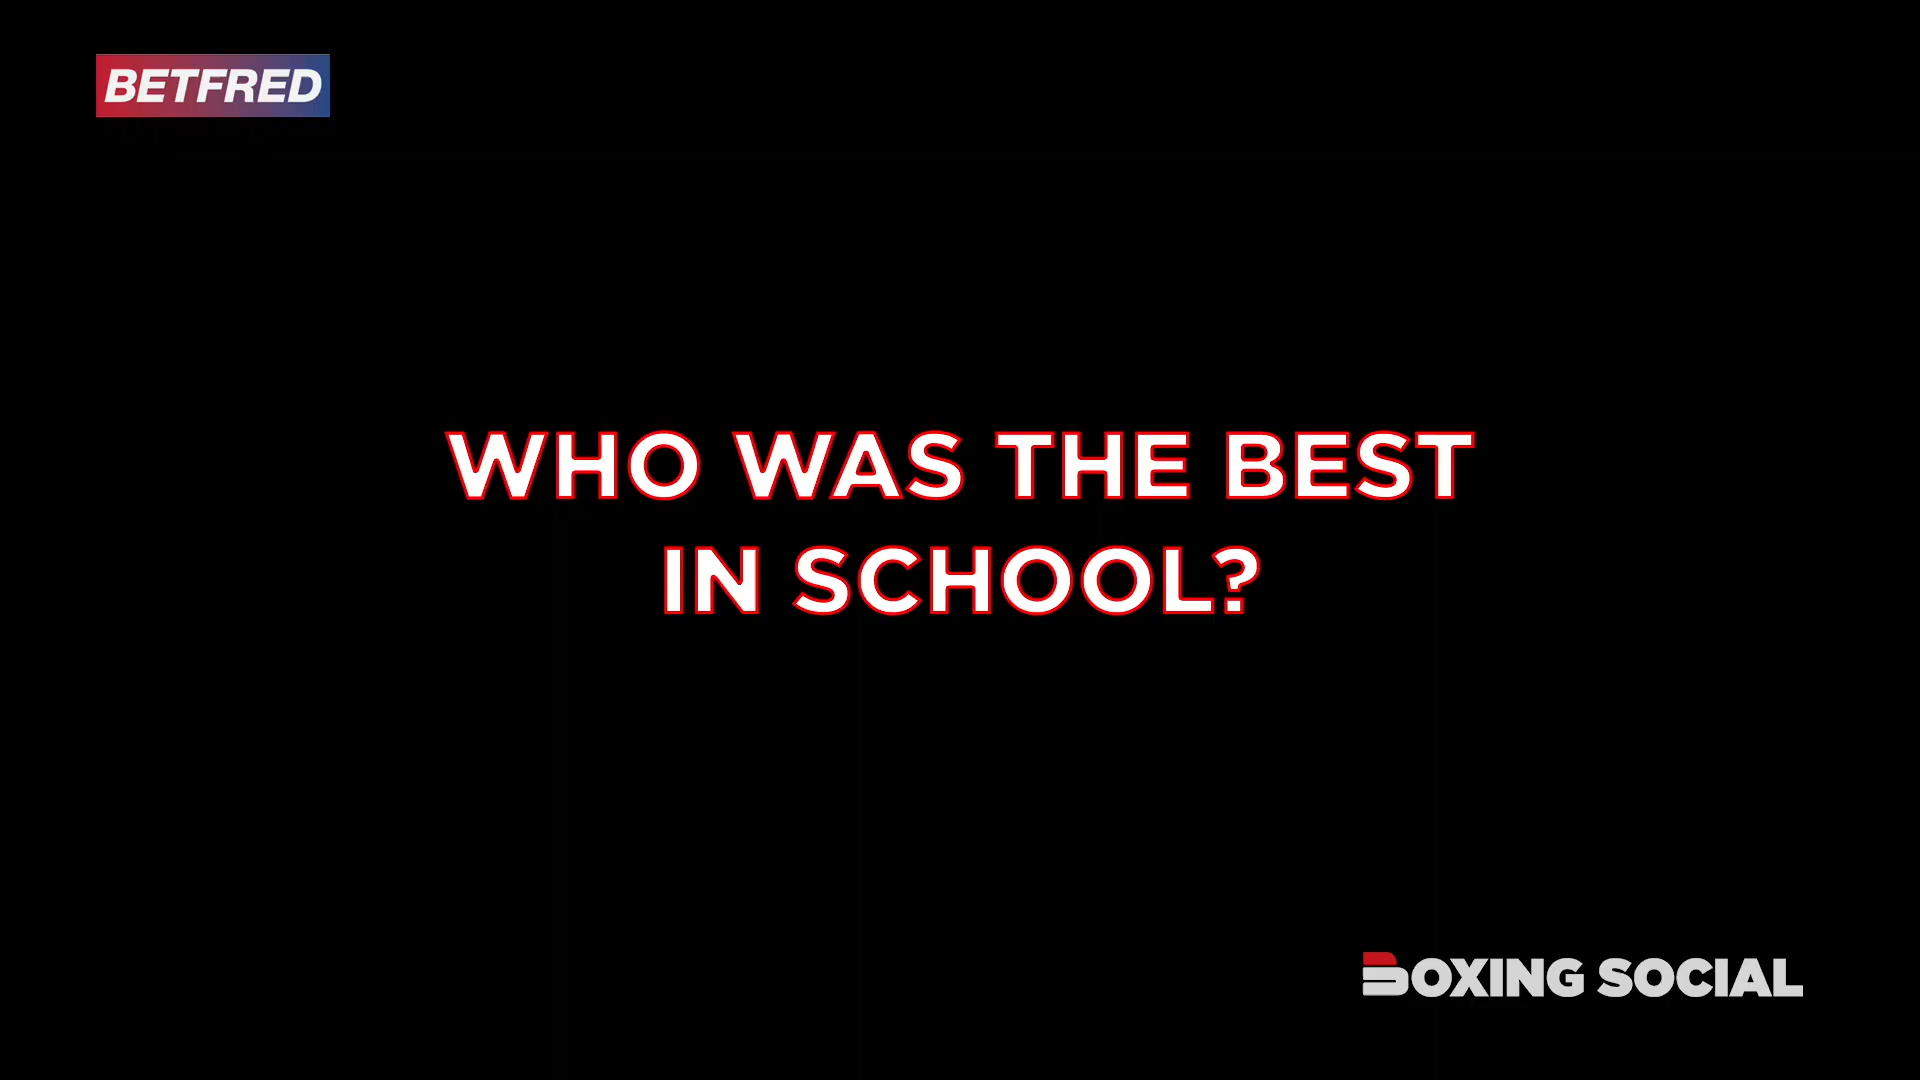 BETFRED
WHO WAS THE BEST
IN SCHOOL?
BOXING SOCIAL